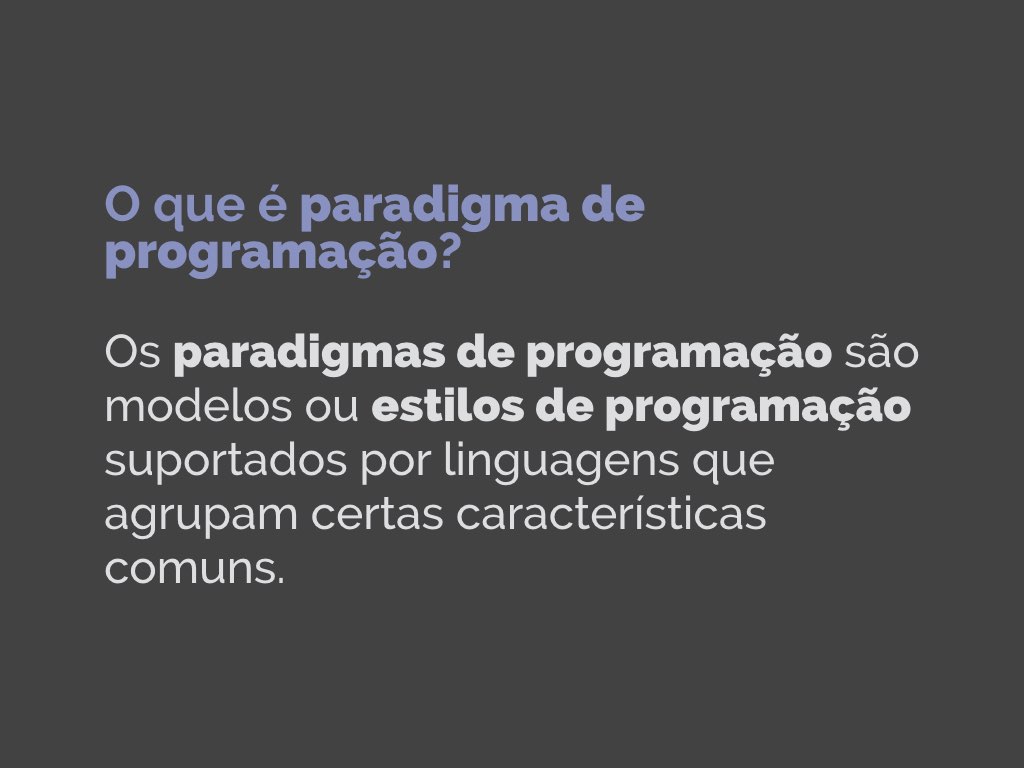 O que é paradigma de
programação?
Os paradigmas de programação são
modelos ou estilos de programação
suportados por linguagens que
agrupam certas características
comuns.